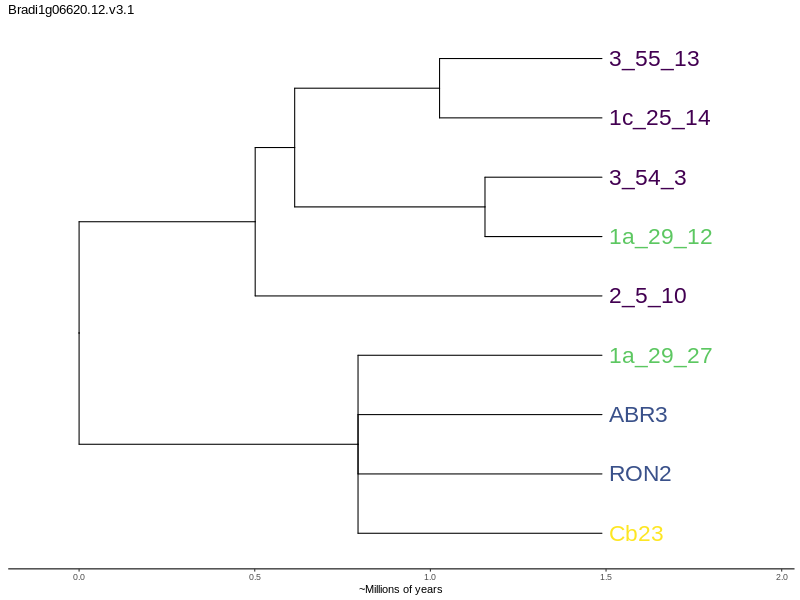 Bradi1g06620.12.v3.1
3_55_13
1c_25_14
3_54_3
1a_29_12
2_5_10
1a_29_27
ABR3
RON2
Cb23
0.0 0.5 1.0 1.5 2.0
~Millions of years